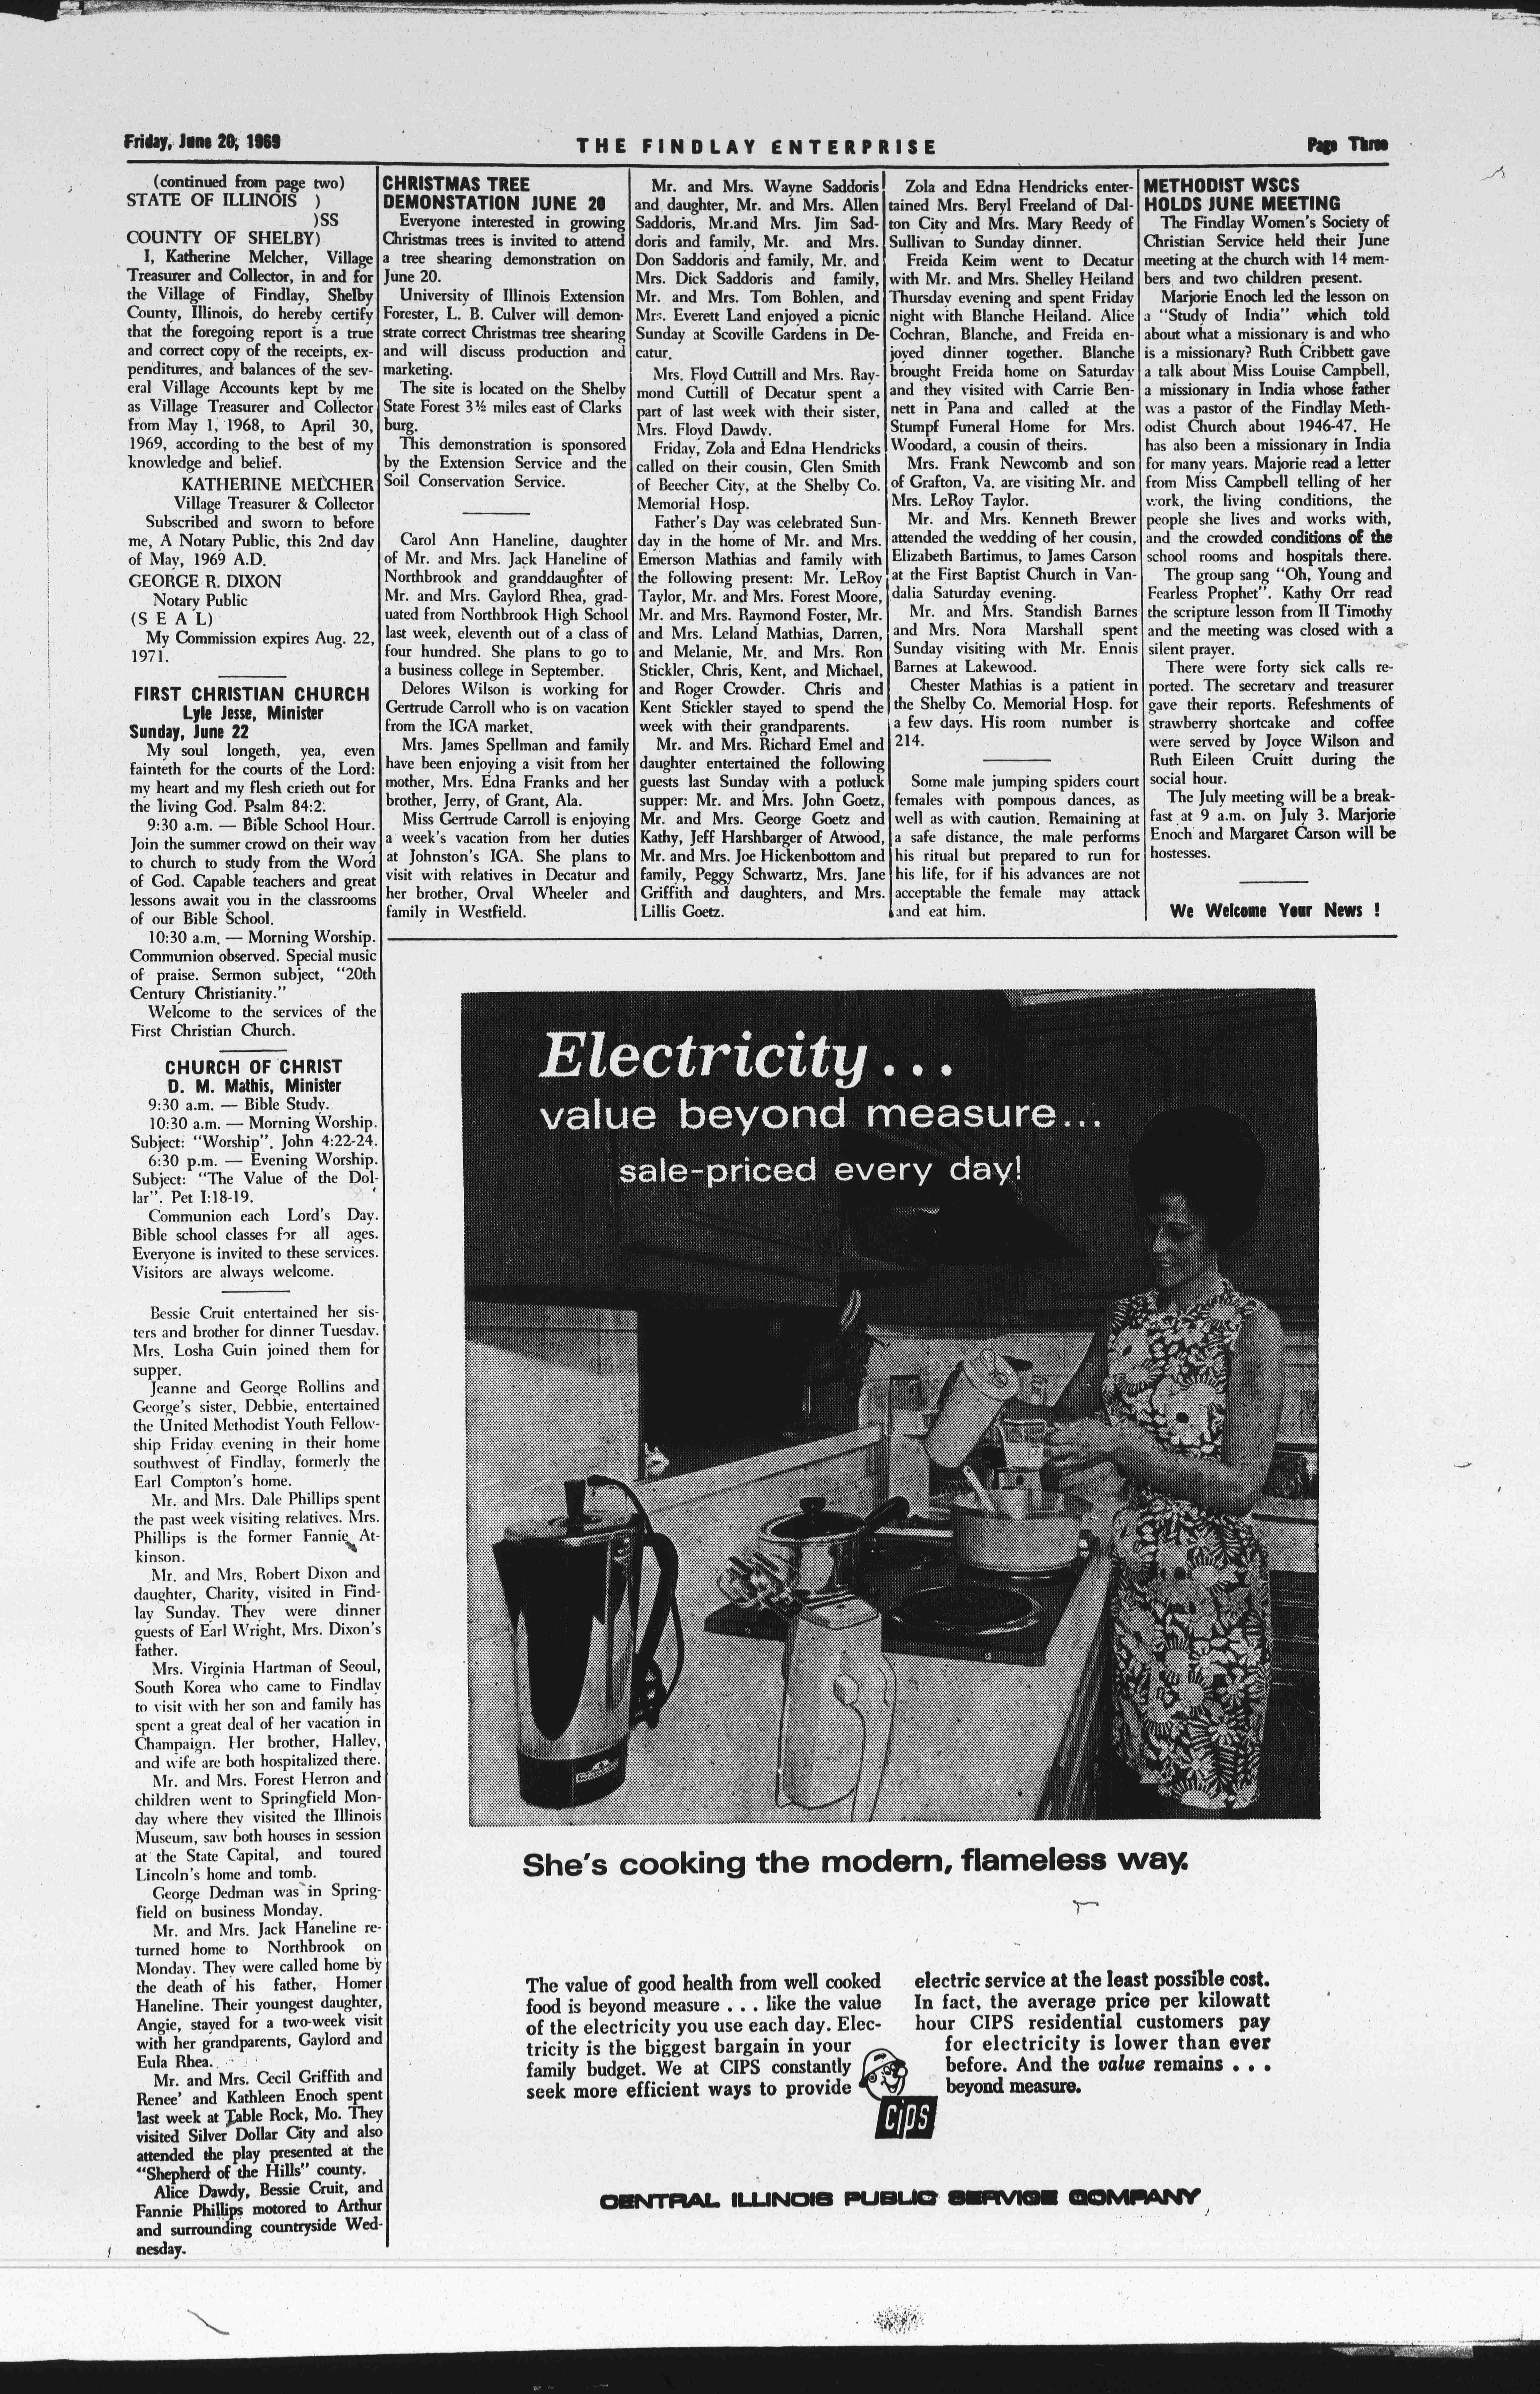 Friday, June 20, 1969
THE FINDLAY ENTERPRISE
Page Three
(continued from page two)
STATE OF ILLINOIS )
)SS
COUNTY OF SHELBY)
I, Katherine Melcher, Village
Treasurer and Collector, in and for
the Village of Findlay, Shelby
County, Illinois, do hereby certify
that the foregoing report is a true
and correct copy of the receipts, ex-
penditures, and balances of the sev-
eral Village Accounts kept by me
as Village Treasurer and Collector
from May 1, 1968, to April 30,
1969, according to the best of my
knowledge and belief.
KATHERINE MELCHER
Village Treasurer & Collector
Subscribed and sworn to before
me, A Notary Public, this 2nd day
of May, 1969 A.D.
GEORGE R. DIXON
Notary Public
(S E A L)
My Commission expires Aug. 22,
1971.
FIRST CHRISTIAN CHURCH
Lyle Jesse, Minister
Sunday, June 22
My soul longeth, yea, even
fainteth for the courts of the Lord:
my heart and my flesh crieth out for
the living God. Psalm 84:2.
9:30 a.m. — Bible School Hour.
Join the summer crowd on their way
to church to study from the Word
of God. Capable teachers and great
lessons await you in the classrooms
of our Bible School.
10:30 a.m. — Morning Worship.
Communion observed. Special music
of praise. Sermon subject, "20th
Century Christianity."
Welcome to the services of the
First Christian Church.
CHURCH OF CHRIST
D. M. Mathis, Minister
9:30 a.m. — Bible Study.
10:30 a.m. — Morning Worship.
Subject: "Worship". John 4:22-24.
6:30 p.m. — Evening Worship.
Subject: "The Value of the Dol-
lar". Pet I:18-19.
Communion each Lord's Day.
Bible school classes for all ages.
Everyone is invited to these services.
Visitors are always welcome.
Bessie Cruit entertained her sis-
ters and brother for dinner Tuesday.
Mrs. Losha Guin joined them for
supper.
Jeanne and George Rollins and
George's sister, Debbie, entertained
the United Methodist Youth Fellow-
ship Friday evening in their home
southwest of Findlay, formerly the
Earl Compton's home.
Mr. and Mrs. Dale Phillips spent
the past week visiting relatives. Mrs.
Phillips is the former Fannie At-
kinson.
Mr. and Mrs. Robert Dixon and
daughter, Charity, visited in Find-
lay Sunday. They were dinner
guests of Earl Wright, Mrs. Dixon's
father.
Mrs. Virginia Hartman of Seoul,
South Korea who came to Findlay
to visit with her son and family has
spent a great deal of her vacation in
Champaign. Her brother, Halley,
and wife are both hospitalized there.
Mr. and Mrs. Forest Herron and
children went to Springfield Mon-
day where they visited the Illinois
Museum, saw both houses in session
at the State Capital, and toured
Lincoln's home and tomb.
George Dedman was in Spring-
field on business Monday.
Mr. and Mrs. Jack Haneline re-
turned home to Northbrook on
Monday. They were called home by
the death of his father, Homer
Haneline. Their youngest daughter,
Angie, stayed for a two-week visit
with her grandparents, Gaylord and
Eula Rhea.
Mr. and Mrs. Cecil Griffith and
Renee' and Kathleen Enoch spent
last week at Table Rock, Mo. They
visited Silver Dollar City and also
attended the play presented at the
"Shepherd of the Hills" county.
Alice Dawdy, Bessie Cruit, and
Fannie Phillips motored to Arthur
and surrounding countryside Wed-
nesday.
CHRISTMAS TREE
DEMONSTATION JUNE 20
Everyone interested in growing
Christmas trees is invited to attend
a tree shearing demonstration on
June 20.
University of Illinois Extension
Forester, L. B. Culver will demon-
strate correct Christmas tree shearing
and will discuss production and
marketing.
The site is located on the Shelby
State Forest 3½ miles east of Clarks
burg.
This demonstration is sponsored
by the Extension Service and the
Soil Conservation Service.
Carol Ann Haneline, daughter
of Mr. and Mrs. Jack Haneline of
Northbrook and granddaughter of
Mr. and Mrs. Gaylord Rhea, grad-
uated from Northbrook High School
last week, eleventh out of a class of
four hundred. She plans to go to
a business college in September.
Delores Wilson is working for
Gertrude Carroll who is on vacation
from the IGA market.
Mrs. James Spellman and family
have been enjoying a visit from her
mother, Mrs. Edna Franks and her
brother, Jerry, of Grant, Ala.
Miss Gertrude Carroll is enjoying
a week's vacation from her duties
at Johnston's IGA. She plans to
visit with relatives in Decatur and
her brother, Orval Wheeler and
family in Westfield.
Mr. and Mrs. Wayne Saddoris
and daughter, Mr. and Mrs. Allen
Saddoris, Mr.and Mrs. Jim Sad-
doris and family, Mr. and Mrs.
Don Saddoris and family, Mr. and
Mrs. Dick Saddoris and family,
Mr. and Mrs. Tom Bohlen, and
Mrs. Everett Land enjoyed a picnic
Sunday at Scoville Gardens in De-
catur.
Mrs. Floyd Cuttill and Mrs. Ray-
mond Cuttill of Decatur spent a
part of last week with their sister,
Mrs. Floyd Dawdy.
Friday, Zola and Edna Hendricks
called on their cousin, Glen Smith
of Beecher City, at the Shelby Co.
Memorial Hosp.
Father's Day was celebrated Sun-
day in the home of Mr. and Mrs.
Emerson Mathias and family with
the following present: Mr. LeRoy
Taylor, Mr. and Mrs. Forest Moore,
Mr. and Mrs. Raymond Foster, Mr.
and Mrs. Leland Mathias, Darren,
and Melanie, Mr. and Mrs. Ron
Stickler, Chris, Kent, and Michael,
and Roger Crowder. Chris and
Kent Stickler stayed to spend the
week with their grandparents.
Mr. and Mrs. Richard Emel and
daughter entertained the following
guests last Sunday with a potluck
supper: Mr. and Mrs. John Goetz,
Mr. and Mrs. George Goetz and
Kathy, Jeff Harshbarger of Atwood,
Mr. and Mrs. Joe Hickenbottom and
family, Peggy Schwartz, Mrs. Jane
Griffith and daughters, and Mrs.
Lillis Goetz.
Zola and Edna Hendricks enter-
tained Mrs. Beryl Freeland of Dal-
ton City and Mrs. Mary Reedy of
Sullivan to Sunday dinner.
Freida Keim went to Decatur
with Mr. and Mrs. Shelley Heiland
Thursday evening and spent Friday
night with Blanche Heiland. Alice
Cochran, Blanche, and Freida en-
joyed dinner together. Blanche
brought Freida home on Saturday
and they visited with Carrie Ben-
nett in Pana and called at the
Stumpf Funeral Home for Mrs.
Woodard, a cousin of theirs.
Mrs. Frank Newcomb and son
of Grafton, Va. are visiting Mr. and
Mrs. LeRoy Taylor.
Mr. and Mrs. Kenneth Brewer
attended the wedding of her cousin,
Elizabeth Bartimus, to James Carson
at the First Baptist Church in Van-
dalia Saturday evening.
Mr. and Mrs. Standish Barnes
and Mrs. Nora Marshall spent
Sunday visiting with Mr. Ennis
Barnes at Lakewood.
Chester Mathias is a patient in
the Shelby Co. Memorial Hosp. for
a few days. His room number is
214.
Some male jumping spiders court
females with pompous dances, as
well as with caution. Remaining at
a safe distance, the male performs
his ritual but prepared to run for
his life, for if his advances are not
acceptable the female may attack
and eat him.
METHODIST WSCS
HOLDS JUNE MEETING
The Findlay Women's Society of
Christian Service held their June
meeting at the church with 14 mem-
bers and two children present.
Marjorie Enoch led the lesson on
a "Study of India" which told
about what a missionary is and who
is a missionary? Ruth Cribbett gave
a talk about Miss Louise Campbell,
a missionary in India whose father
was a pastor of the Findlay Meth-
odist Church about 1946-47. He
has also been a missionary in India
for many years. Majorie read a letter
from Miss Campbell telling of her
work, the living conditions, the
people she lives and works with,
and the crowded conditions of the
school rooms and hospitals there.
The group sang "Oh, Young and
Fearless Prophet". Kathy Orr read
the scripture lesson from II Timothy
and the meeting was closed with a
silent prayer.
There were forty sick calls re-
ported. The secretary and treasurer
gave their reports. Refeshments of
strawberry shortcake and coffee
were served by Joyce Wilson and
Ruth Eileen Cruitt during the
social hour.
The July meeting will be a break-
fast at 9 a.m. on July 3. Marjorie
Enoch and Margaret Carson will be
hostesses.
We Welcome Your News !
Electricity...
value beyond measure...
sale-priced every day!
She's cooking the modern, flameless way.
The value of good health from well cooked
food is beyond measure . . . like the value
of the electricity you use each day. Elec-
tricity is the biggest bargain in your
family budget. We at CIPS constantly
seek more efficient ways to provide
electric service at the least possible cost.
In fact, the average price per kilowatt
hour CIPS residential customers pay
for electricity is lower than ever
before. And the value remains . . .
beyond measure.
CIPS
CENTRAL ILLINOIS PUBLIC SERVICE COMPANY